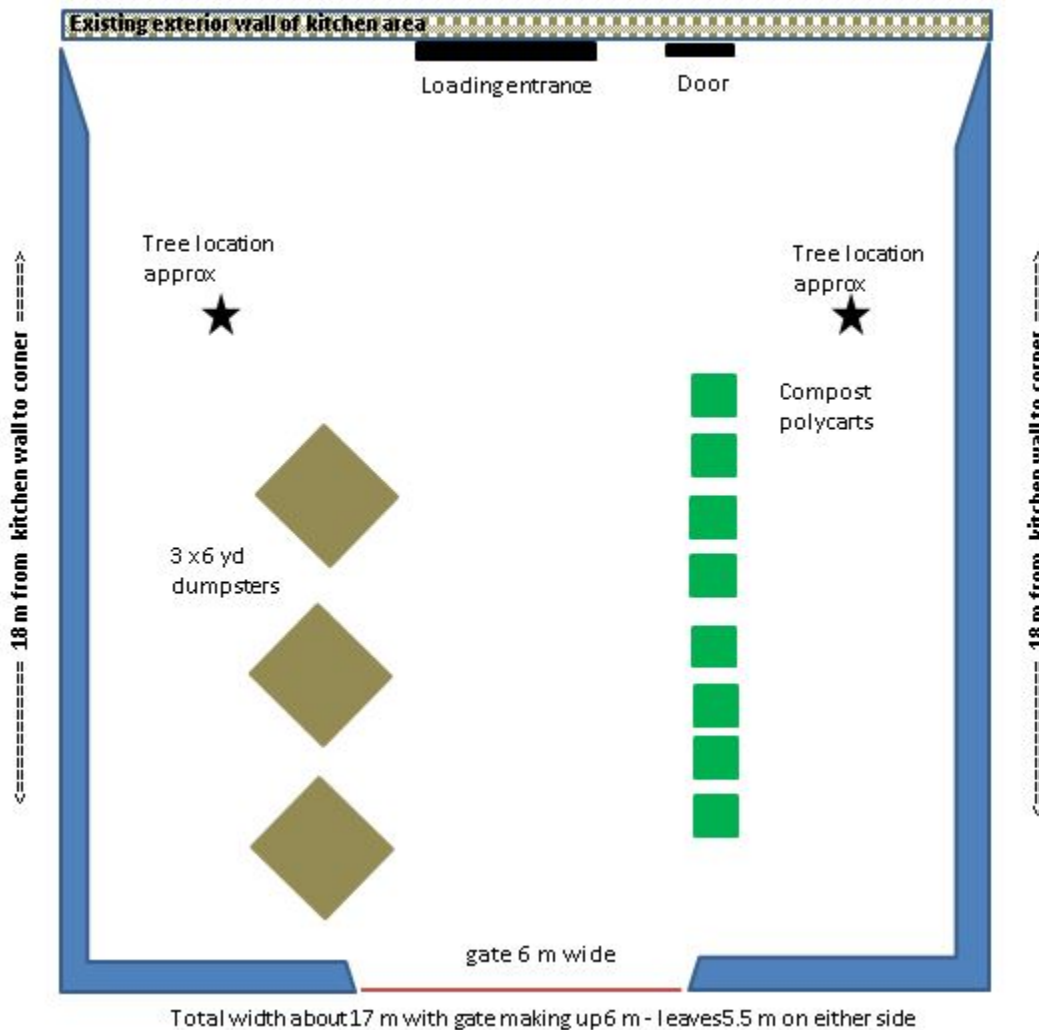 Existing exterior wall of kitchen area
Loading entrance
Door
Tree location
approx
Tree location
approx
<=========== 18 m from kitchen wall to corner =====>
<=========== 18 m from kitchen wall to corner =====>
Compost
polycarts
3 x 6 yd
dumpsters
gate 6 m wide
Total width about 17 m with gate making up 6 m - leaves 5.5 m on either side